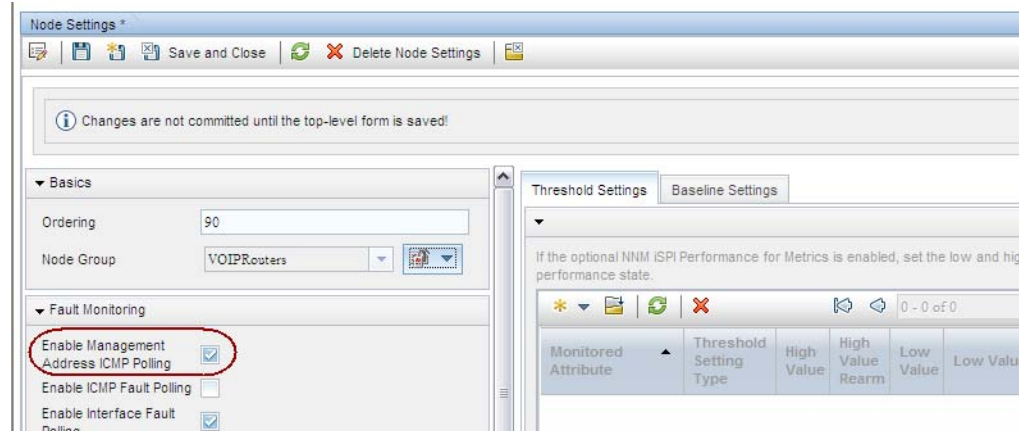 Node Settings *
Save and Close
Delete Node Settings
Changes are not committed until the top-level form is saved!
Basics
Ordering
90
Node Group
VOIPRouters
Fault Monitoring
Enable Management
Address ICMP Polling
Enable ICMP Fault Polling
Enable Interface Fault
Polling
Threshold Settings
Baseline Settings
If the optional NNM iSPI Performance for Metrics is enabled, set the low and hig
performance state.
0 - 0 of 0
Monitored
Attribute
Threshold
Setting
Type
High
Value
High
Value
Rearm
Low
Value
Low Valu